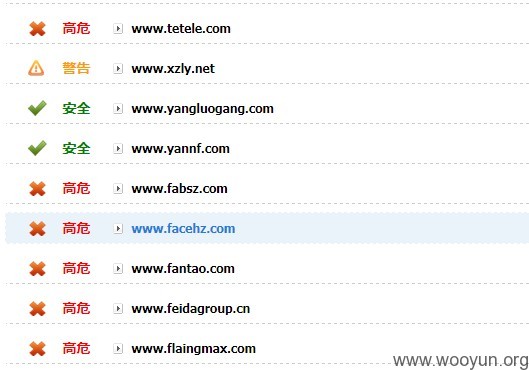 高危 www.tetele.com
警告 www.xzly.net
安全 www.yangluogang.com
安全 www.yannf.com
高危 www.fabsz.com
高危 www.facehz.com
高危 www.fantao.com
高危 www.feidagroup.cn
高危 www.flaingmax.com
www.wooyun.org